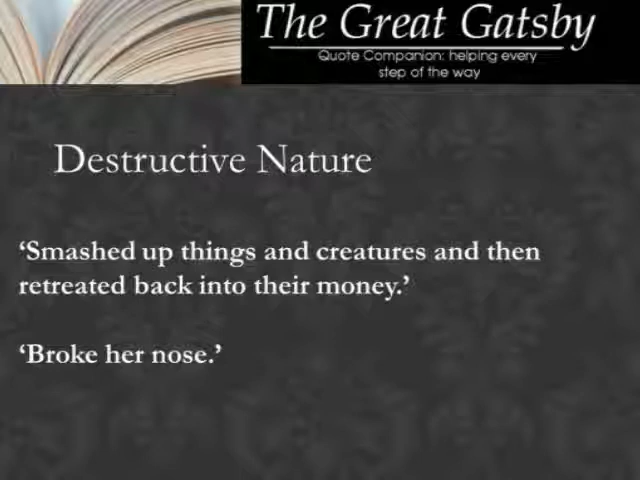 The Great Gatsby
Quote Companion: helping every
step of the way
Destructive Nature
‘Smashed up things and creatures and then
retreated back into their money.’
‘Broke her nose.’